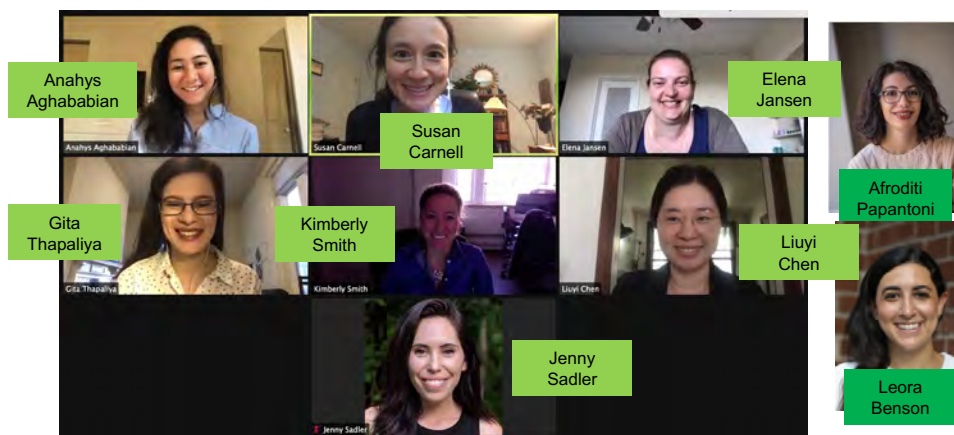 Anahys
Aghababian
Susan
Carnell
Elena
Jansen
Anahys Aghababian
Susan Carnell
Elena Jansen
Afroditi
Papantoni
Gita
Thapaliya
Kimberly
Smith
Liuyi
Chen
Gita Thapaliya
Kimberly Smith
Liuyi Chen
Jenny
Sadler
Jenny Sadler
Leora
Benson